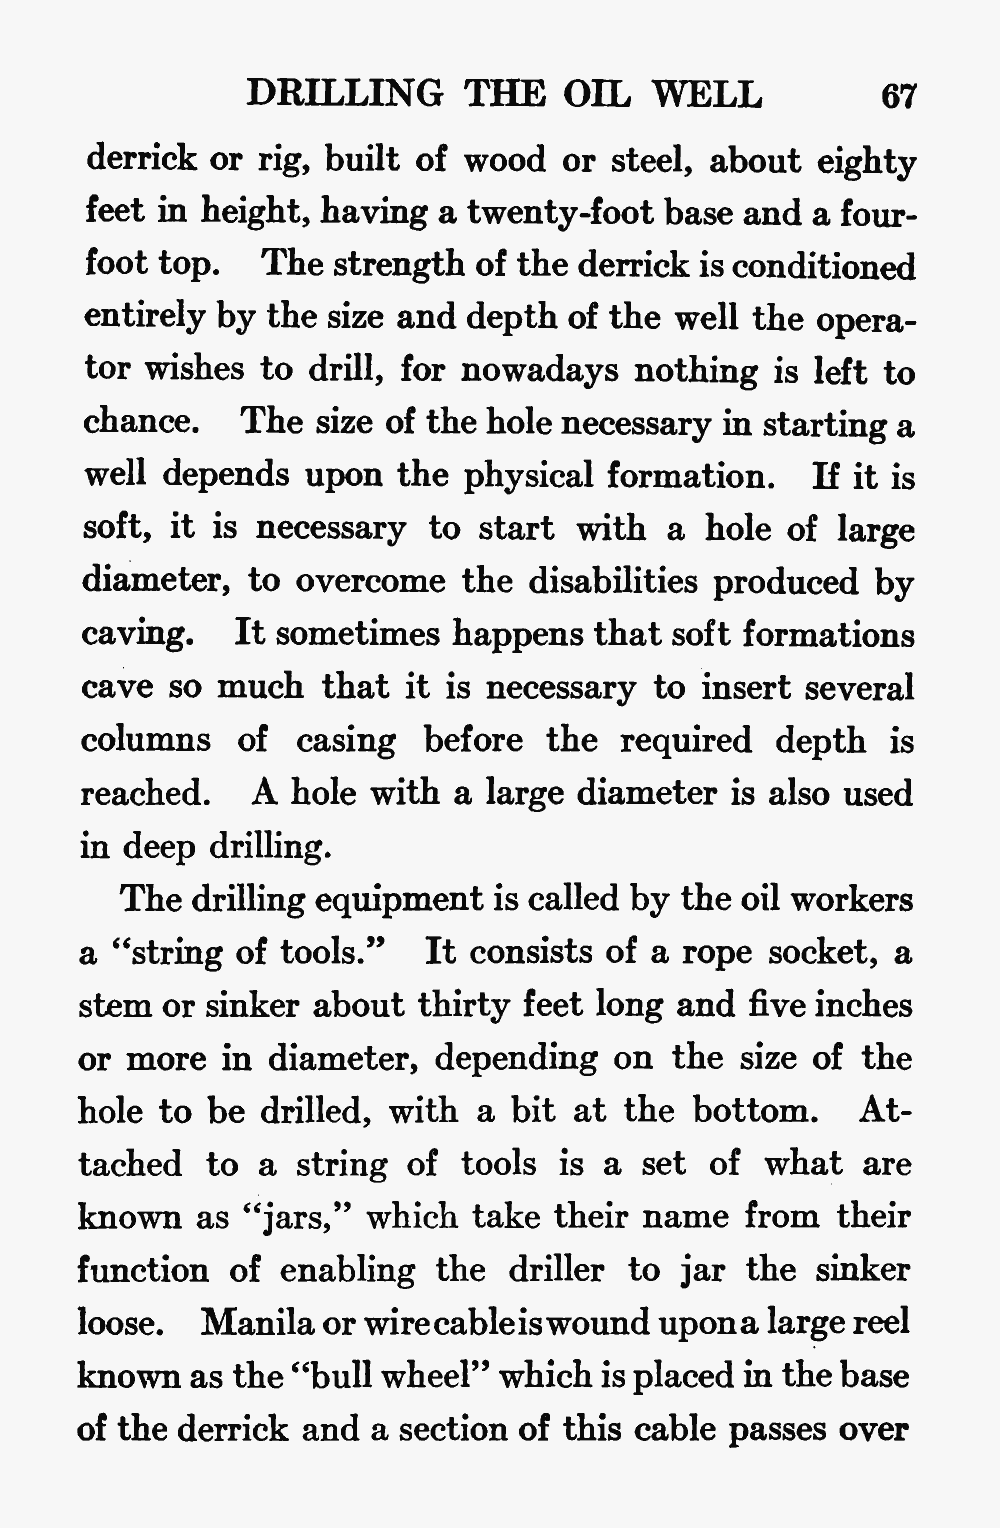 DRILLING THE OIL WELL 67
derrick or rig, built of wood or steel, about eighty
feet in height, having a twenty-foot base and a four-
foot top. The strength of the derrick is conditioned
entirely by the size and depth of the well the opera-
tor wishes to drill, for nowadays nothing is left to
chance. The size of the hole necessary in starting a
well depends upon the physical formation. If it is
soft, it is necessary to start with a hole of large
diameter, to overcome the disabilities produced by
caving. It sometimes happens that soft formations
cave so much that it is necessary to insert several
columns of casing before the required depth is
reached. A hole with a large diameter is also used
in deep drilling.
The drilling equipment is called by the oil workers
a “string of tools.” It consists of a rope socket, a
stem or sinker about thirty feet long and five inches
or more in diameter, depending on the size of the
hole to be drilled, with a bit at the bottom. At-
tached to a string of tools is a set of what are
known as “jars,” which take their name from their
function of enabling the driller to jar the sinker
loose. Manila or wire cable is wound upon a large reel
known as the “bull wheel” which is placed in the base
of the derrick and a section of this cable passes over